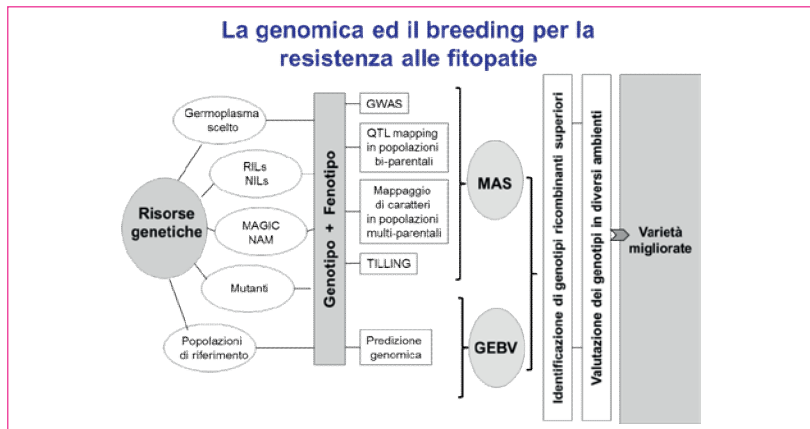 La genomica ed il breeding per la
resistenza alle fitopatie
Germoplasma
scelto
RILs
NILs
Risorse
genetiche
MAGIC
NAM
Mutanti
Popolazioni
di riferimento
Genotipo + Fenotipo
GWAS
QTL mapping
in popolazioni
bi-parentali
Mappaggio
di caratteri
in popolazioni
multi-parentali
TILLING
Predizione
genomica
MAS
GEBV
Identificazione di genotipi ricombinanti superiori
Valutazione dei genotipi in diversi ambienti
Varietà
migliorate